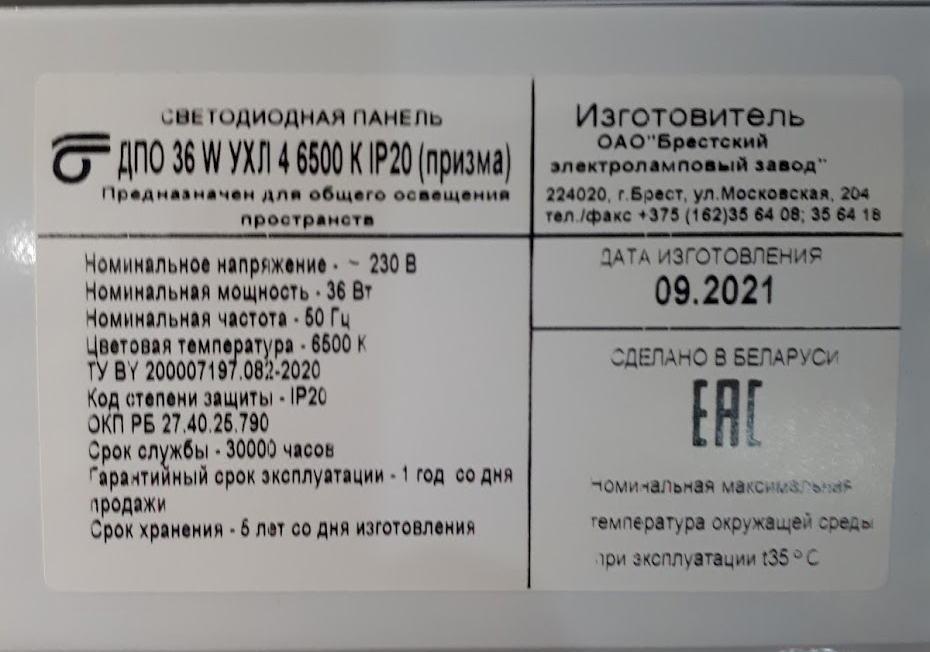 СВЕТОДИОДНАЯ ПАНЕЛЬ
ДПО 36 W УХЛ 4 6500 К IP20 (призма)
Предназначен для общего освещения
пространств
Номинальное напряжение - ~ 230 В
Номинальная мощность - 36 Вт
Номинальная частота - 50 Гц
Цветовая температура - 6500 К
ТУ BY 200007197.082-2020
Код степени защиты - IP20
ОКП РБ 27.40.25.790
Срок службы - 30000 часов
Гарантийный срок эксплуатации - 1 год со дня
продажи
Срок хранения - 5 лет со дня изготовления
Изготовитель
ОАО"Брестский
электроламповый завод"
224020, г.Брест, ул.Московская, 204
тел./факс +375 (162)35 64 08; 35 64 18
ДАТА ИЗГОТОВЛЕНИЯ
09.2021
СДЕЛАНО В БЕЛАРУСИ
EAC
номинальная максимальная
температура окружащей среды
при эксплуатации t35 °C